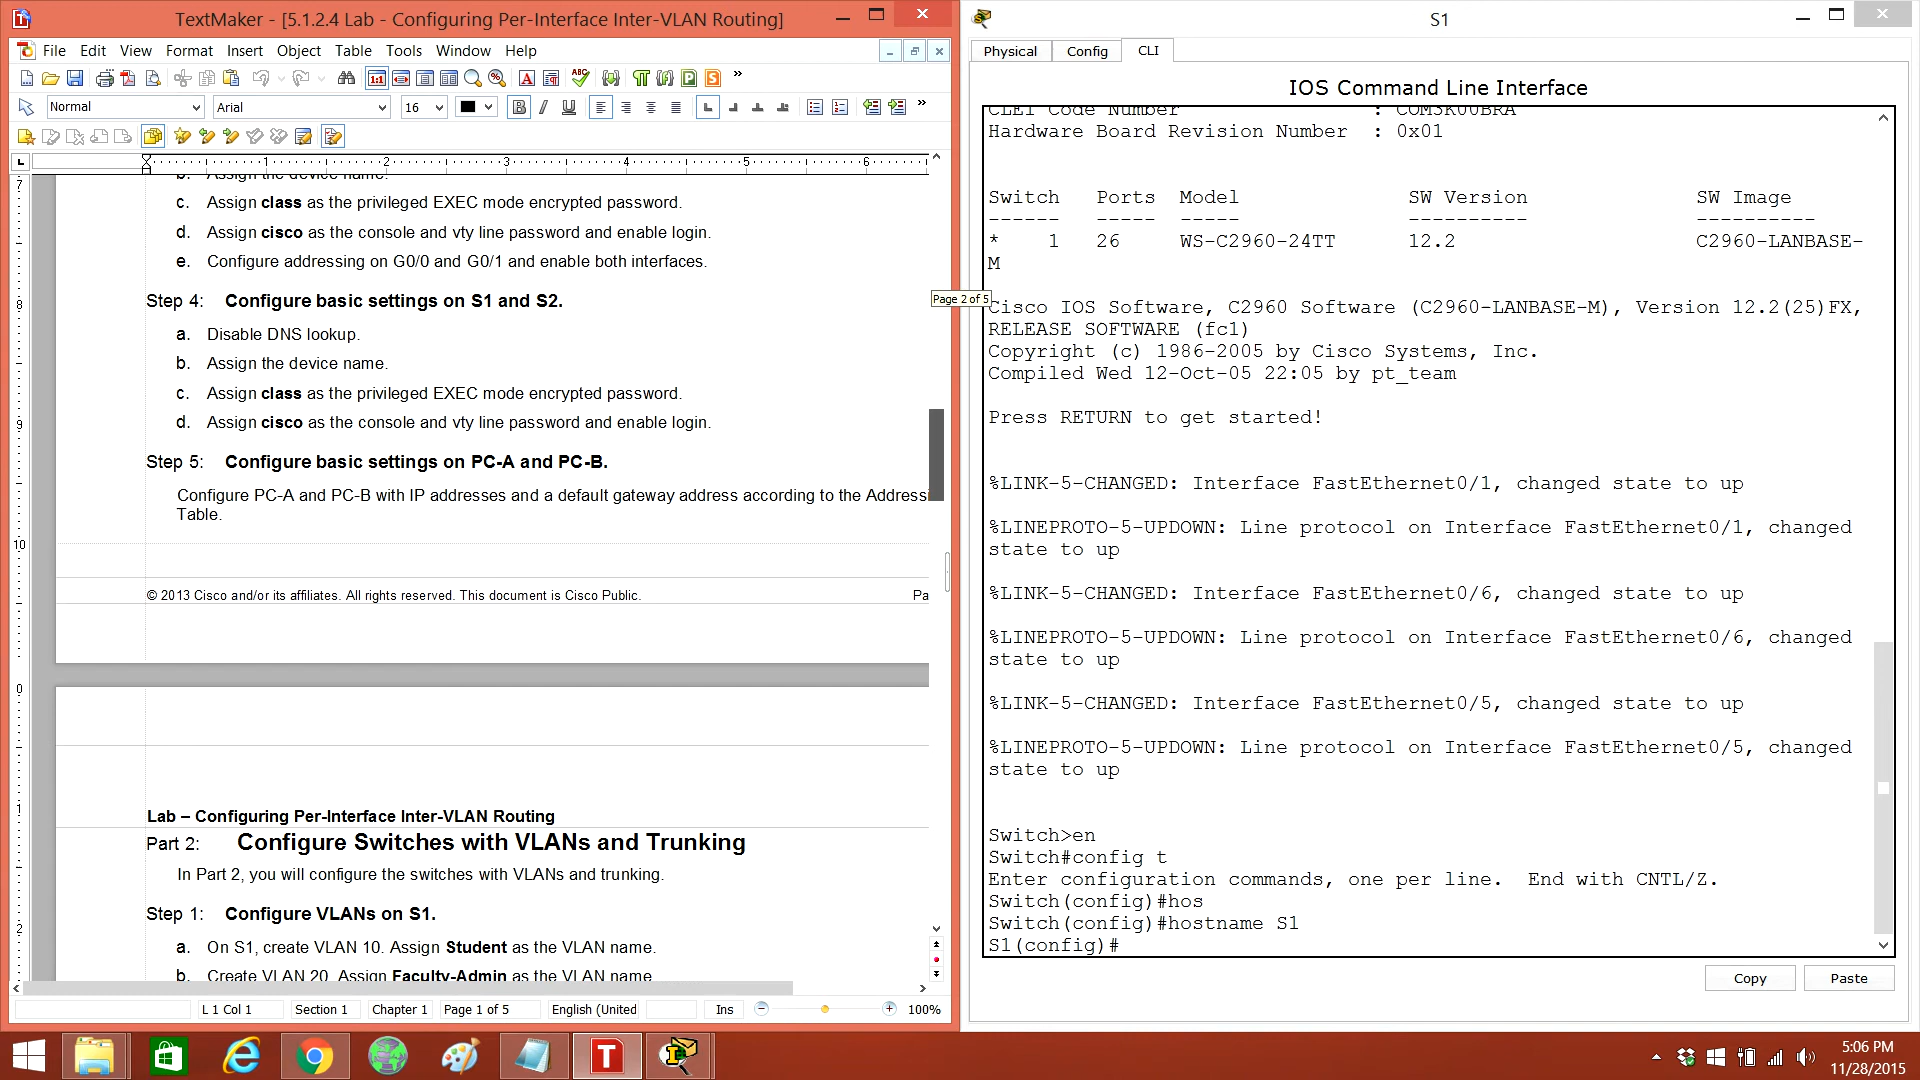 TextMaker - [5.1.2.4 Lab - Configuring Per-Interface Inter-VLAN Routing]
File Edit View Format Insert Object Table Tools Window Help
Normal Arial 16
c. Assign class as the privileged EXEC mode encrypted password.
d. Assign cisco as the console and vty line password and enable login.
e. Configure addressing on G0/0 and G0/1 and enable both interfaces.
Step 4: Configure basic settings on S1 and S2.
a. Disable DNS lookup.
b. Assign the device name.
c. Assign class as the privileged EXEC mode encrypted password.
d. Assign cisco as the console and vty line password and enable login.
Step 5: Configure basic settings on PC-A and PC-B.
Configure PC-A and PC-B with IP addresses and a default gateway address according to the Addressi
Table.
© 2013 Cisco and/or its affiliates. All rights reserved. This document is Cisco Public. Pa
Lab – Configuring Per-Interface Inter-VLAN Routing
Part 2: Configure Switches with VLANs and Trunking
In Part 2, you will configure the switches with VLANs and trunking.
Step 1: Configure VLANs on S1.
a. On S1, create VLAN 10. Assign Student as the VLAN name.
b. Create VLAN 20. Assign Faculty-Admin as the VLAN name
Page 2 of 5
L 1 Col 1 Section 1 Chapter 1 Page 1 of 5 English (United Ins 100%
S1
Physical Config CLI
IOS Command Line Interface
CLEI Code Number : COM3K00BRA
Hardware Board Revision Number : 0x01
Switch Ports Model SW Version SW Image
------ ----- ----- ---------- ----------
* 1 26 WS-C2960-24TT 12.2 C2960-LANBASE-
M
Cisco IOS Software, C2960 Software (C2960-LANBASE-M), Version 12.2(25)FX,
RELEASE SOFTWARE (fc1)
Copyright (c) 1986-2005 by Cisco Systems, Inc.
Compiled Wed 12-Oct-05 22:05 by pt_team
Press RETURN to get started!
%LINK-5-CHANGED: Interface FastEthernet0/1, changed state to up
%LINEPROTO-5-UPDOWN: Line protocol on Interface FastEthernet0/1, changed
state to up
%LINK-5-CHANGED: Interface FastEthernet0/6, changed state to up
%LINEPROTO-5-UPDOWN: Line protocol on Interface FastEthernet0/6, changed
state to up
%LINK-5-CHANGED: Interface FastEthernet0/5, changed state to up
%LINEPROTO-5-UPDOWN: Line protocol on Interface FastEthernet0/5, changed
state to up
Switch>en
Switch#config t
Enter configuration commands, one per line. End with CNTL/Z.
Switch(config)#hos
Switch(config)#hostname S1
S1(config)#
Copy Paste
5:06 PM
11/28/2015